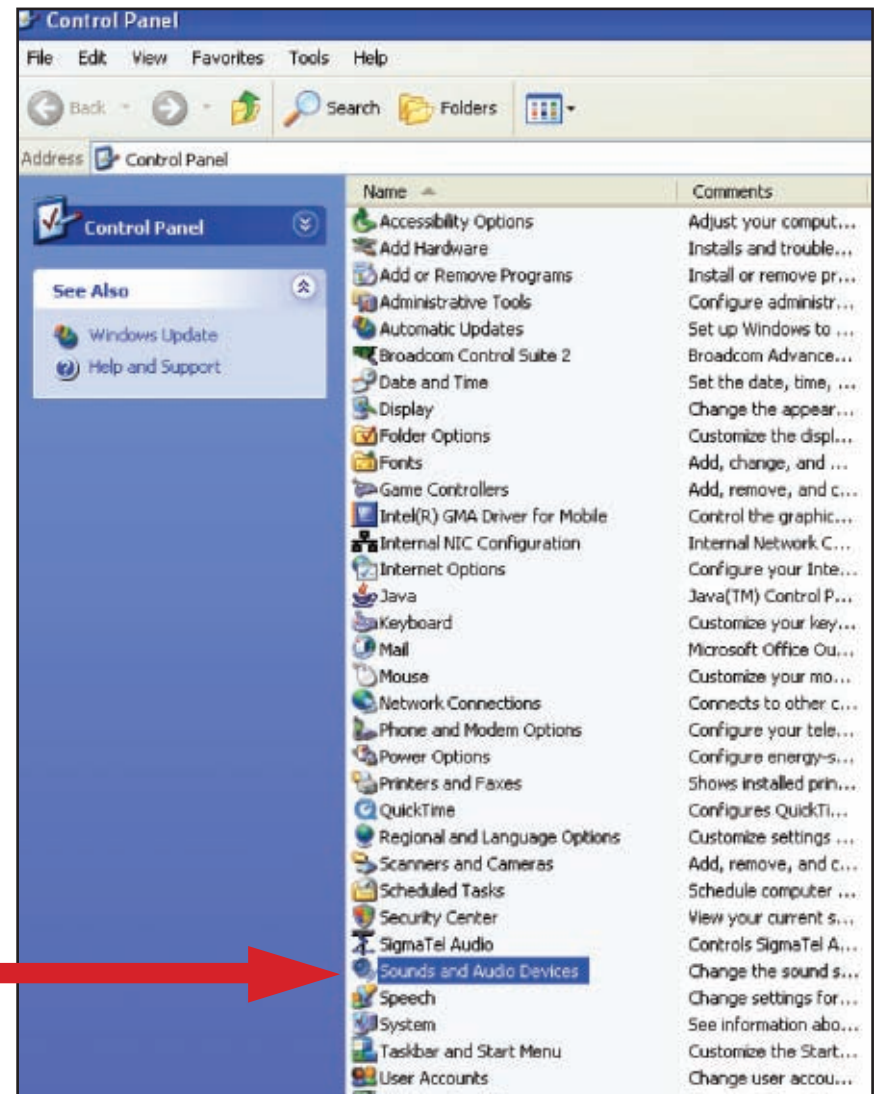 Control Panel
File Edit View Favorites Tools Help
Back Search Folders
Address Control Panel
Control Panel
See Also
Windows Update
Help and Support
Name Comments
Accessibility Options Adjust your comput...
Add Hardware Installs and trouble...
Add or Remove Programs Install or remove pr...
Administrative Tools Configure administr...
Automatic Updates Set up Windows to ...
Broadcom Control Suite 2 Broadcom Advance...
Date and Time Set the date, time, ...
Display Change the appear...
Folder Options Customize the displ...
Fonts Add, change, and ...
Game Controllers Add, remove, and c...
Intel(R) GMA Driver for Mobile Control the graphic...
Internal NIC Configuration Internal Network C...
Internet Options Configure your Inte...
Java Java(TM) Control P...
Keyboard Customize your key...
Mail Microsoft Office Ou...
Mouse Customize your mo...
Network Connections Connects to other c...
Phone and Modem Options Configure your tele...
Power Options Configure energy-s...
Printers and Faxes Shows installed prin...
QuickTime Configures QuickTi...
Regional and Language Options Customize settings ...
Scanners and Cameras Add, remove, and c...
Scheduled Tasks Schedule computer ...
Security Center View your current s...
SigmaTel Audio Controls SigmaTel A...
Sounds and Audio Devices Change the sound s...
Speech Change settings for...
System See information abo...
Taskbar and Start Menu Customize the Start...
User Accounts Change user accou...